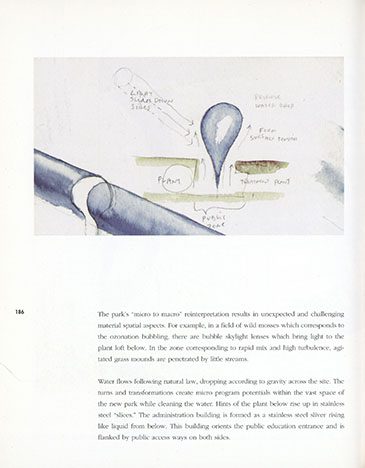 SLIDE DOWN
SIDES
REVERSE
WATER DROP
FORM
SURFACE TENSION
PLANT
TREATMENT PLANT
PUBLIC
ZONE
186
The park's "micro to macro" reinterpretation results in unexpected and challenging
material spatial aspects. For example, in a field of wild mosses which corresponds to
the ozonation bubbling, there are bubble skylight lenses which bring light to the
plant loft below. In the zone corresponding to rapid mix and high turbulence, agi-
tated grass mounds are penetrated by little streams.
Water flows following natural law, dropping according to gravity across the site. The
turns and transformations create micro program potentials within the vast space of
the new park while cleaning the water. Hints of the plant below rise up in stainless
steel "slices." The administration building is formed as a stainless steel sliver rising
like liquid from below. This building orients the public education entrance and is
flanked by public access ways on both sides.